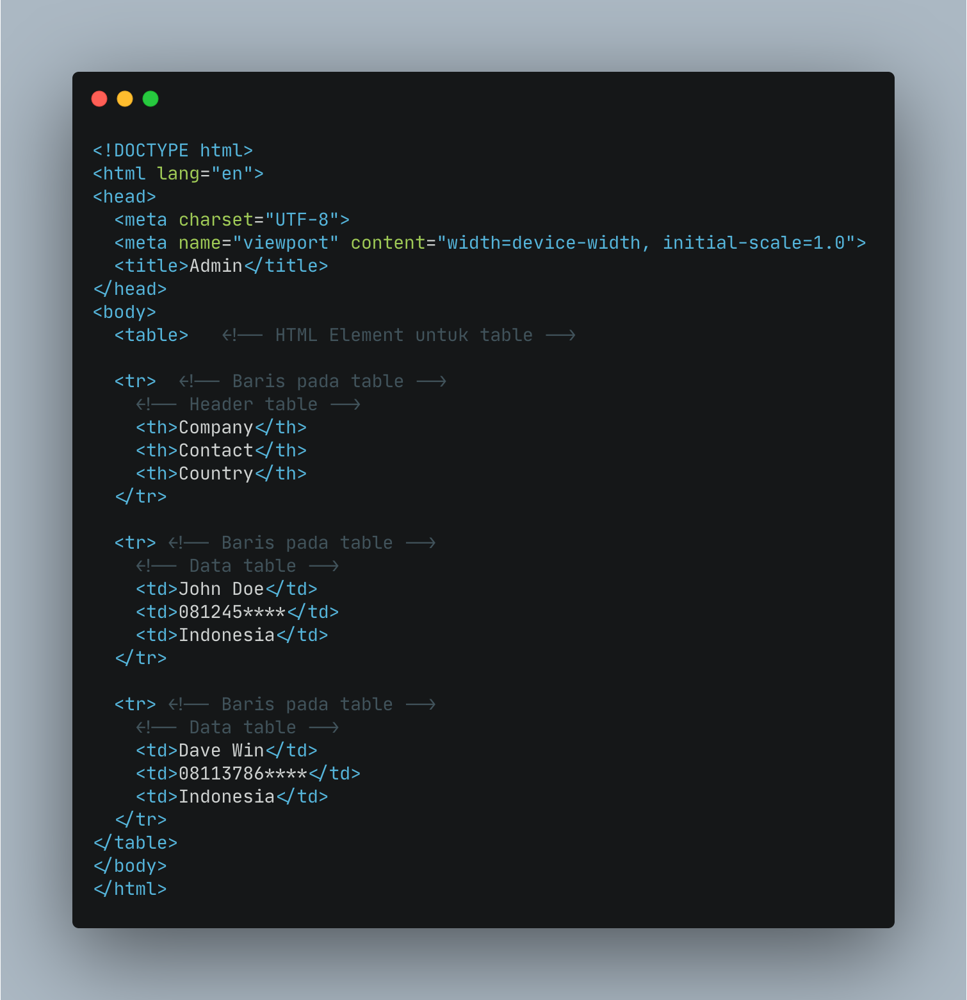 <!DOCTYPE html>
<html lang="en">
<head>
  <meta charset="UTF-8">
  <meta name="viewport" content="width=device-width, initial-scale=1.0">
  <title>Admin</title>
</head>
<body>
  <table>   <!-- HTML Element untuk table -->

  <tr>  <!-- Baris pada table -->
    <!-- Header table -->
    <th>Company</th>
    <th>Contact</th>
    <th>Country</th>
  </tr>

  <tr> <!-- Baris pada table -->
    <!-- Data table -->
    <td>John Doe</td>
    <td>081245****</td>
    <td>Indonesia</td>
  </tr>

  <tr> <!-- Baris pada table -->
    <!-- Data table -->
    <td>Dave Win</td>
    <td>08113786****</td>
    <td>Indonesia</td>
  </tr>
</table>
</body>
</html>